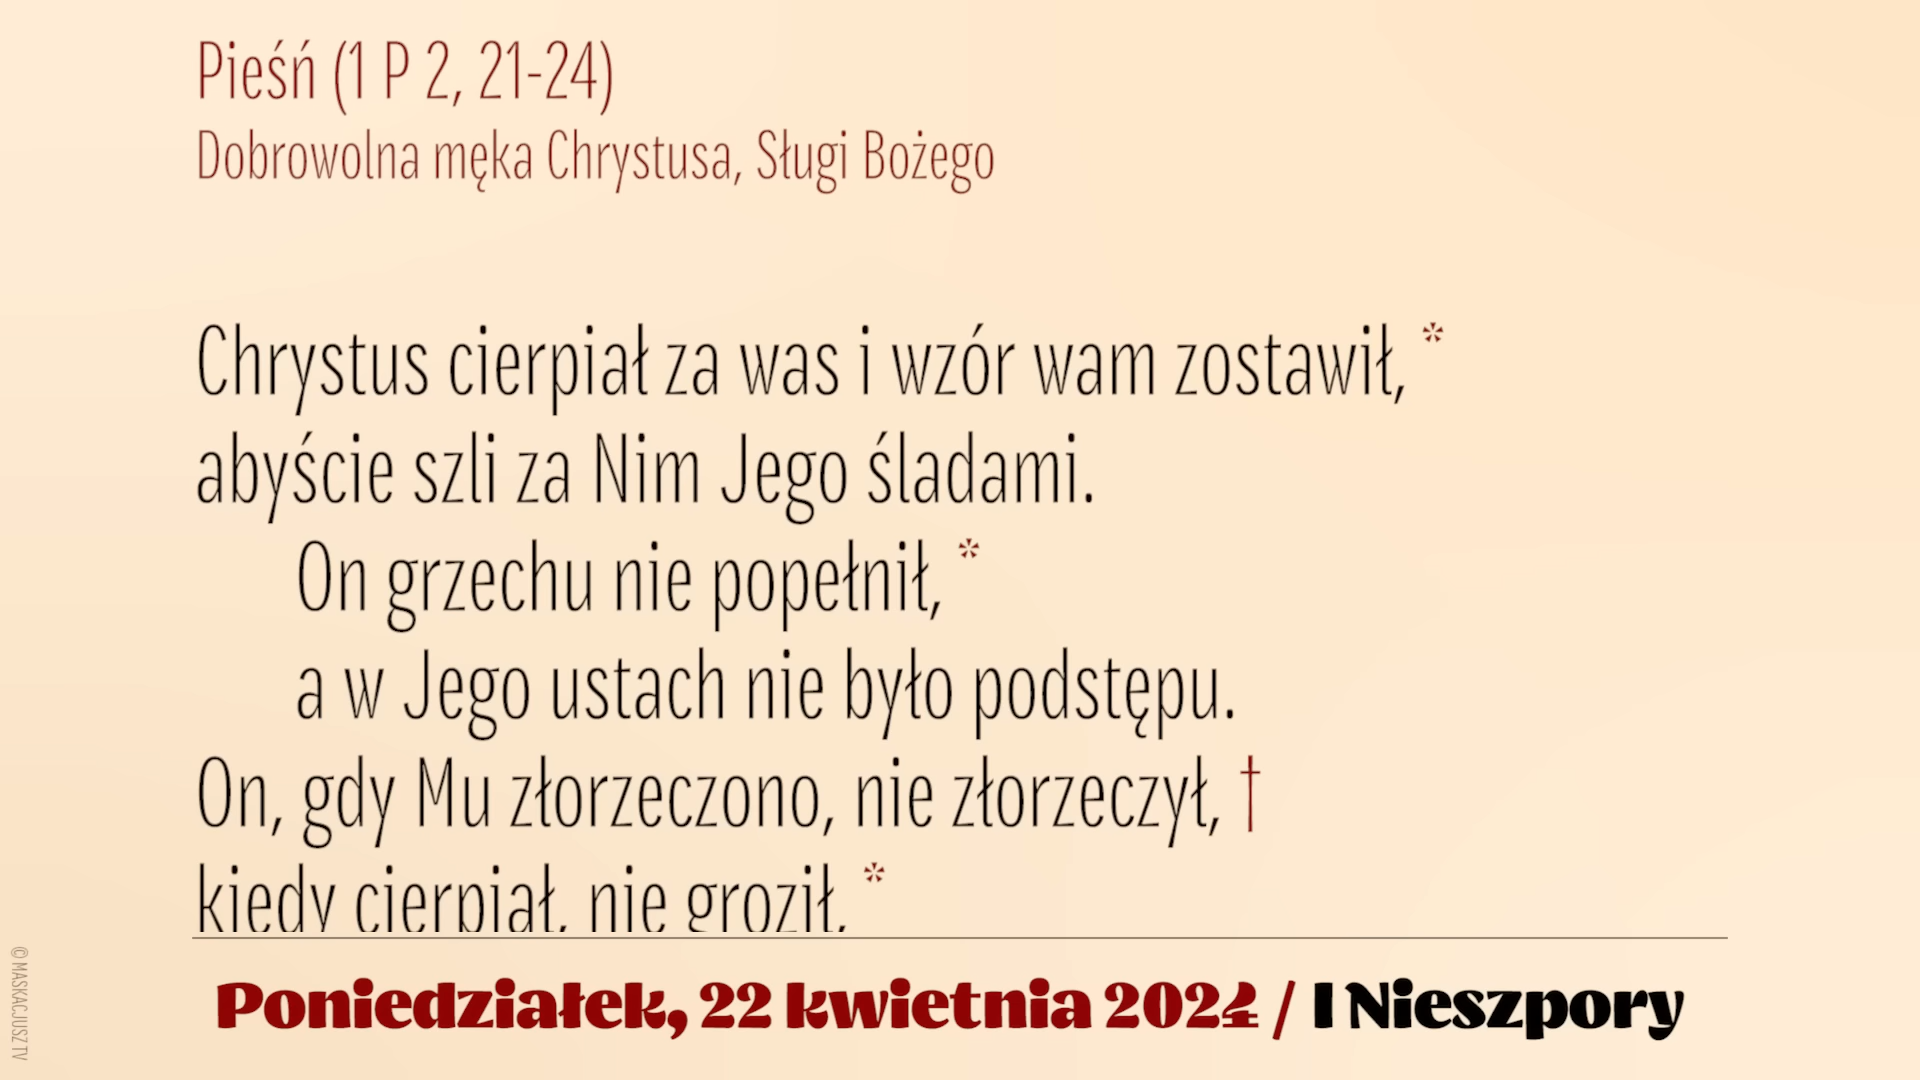 Pieśń (1 P 2, 21-24)
Dobrowolna męka Chrystusa, Sługi Bożego
Chrystus cierpiał za was i wzór wam zostawił, *
abyście szli za Nim Jego śladami.
On grzechu nie popełnił, *
a w Jego ustach nie było podstępu.
On, gdy Mu złorzeczono, nie złorzeczył, †
kiedy cierpiał, nie groził, *
Poniedziałek, 22 kwietnia 2024 / I Nieszpory
© MASKACJUSZ TV